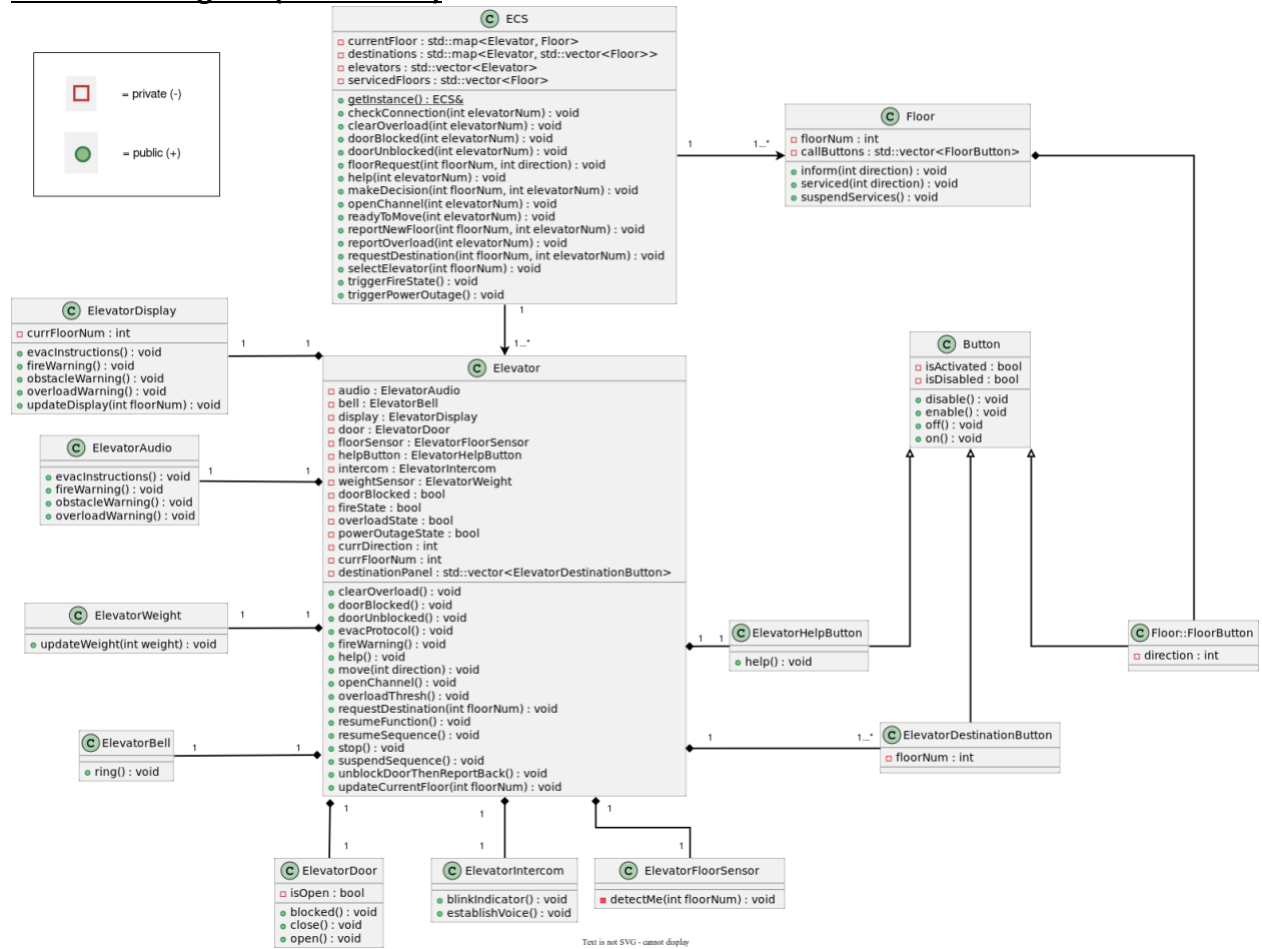 = private (-)
= public (+)
C ECS
currentFloor : std::map<Elevator, Floor>
destinations : std::map<Elevator, std::vector<Floor>>
elevators : std::vector<Elevator>
servicedFloors : std::vector<Floor>
getInstance() : ECS&
checkConnection(int elevatorNum) : void
clearOverload(int elevatorNum) : void
doorBlocked(int elevatorNum) : void
doorUnblocked(int elevatorNum) : void
floorRequest(int floorNum, int direction) : void
help(int elevatorNum) : void
makeDecision(int floorNum, int elevatorNum) : void
openChannel(int elevatorNum) : void
readyToMove(int elevatorNum) : void
reportNewFloor(int floorNum, int elevatorNum) : void
reportOverload(int elevatorNum) : void
requestDestination(int floorNum, int elevatorNum) : void
selectElevator(int floorNum) : void
triggerFireState() : void
triggerPowerOutage() : void
1
1...*
C Floor
floorNum : int
callButtons : std::vector<FloorButton>
inform(int direction) : void
serviced(int direction) : void
suspendServices() : void
1
1...*
C ElevatorDisplay
currFloorNum : int
evacInstructions() : void
fireWarning() : void
obstacleWarning() : void
overloadWarning() : void
updateDisplay(int floorNum) : void
1
1
C Elevator
audio : ElevatorAudio
bell : ElevatorBell
display : ElevatorDisplay
door : ElevatorDoor
floorSensor : ElevatorFloorSensor
helpButton : ElevatorHelpButton
intercom : ElevatorIntercom
weightSensor : ElevatorWeight
doorBlocked : bool
fireState : bool
overloadState : bool
powerOutageState : bool
currDirection : int
currFloorNum : int
destinationPanel : std::vector<ElevatorDestinationButton>
clearOverload() : void
doorBlocked() : void
doorUnblocked() : void
evacProtocol() : void
fireWarning() : void
help() : void
move(int direction) : void
openChannel() : void
overloadThresh() : void
requestDestination(int floorNum) : void
resumeFunction() : void
resumeSequence() : void
stop() : void
suspendSequence() : void
unblockDoorThenReportBack() : void
updateCurrentFloor(int floorNum) : void
C Button
isActivated : bool
isDisabled : bool
disable() : void
enable() : void
off() : void
on() : void
C ElevatorAudio
evacInstructions() : void
fireWarning() : void
obstacleWarning() : void
overloadWarning() : void
1
1
C ElevatorWeight
updateWeight(int weight) : void
1
1
1
1
C ElevatorHelpButton
help() : void
C Floor::FloorButton
direction : int
C ElevatorBell
ring() : void
1
1
1
1...*
C ElevatorDestinationButton
floorNum : int
1
1
1
1
1
1
C ElevatorDoor
isOpen : bool
blocked() : void
close() : void
open() : void
C ElevatorIntercom
blinkIndicator() : void
establishVoice() : void
C ElevatorFloorSensor
detectMe(int floorNum) : void
Text is not SVG - cannot display